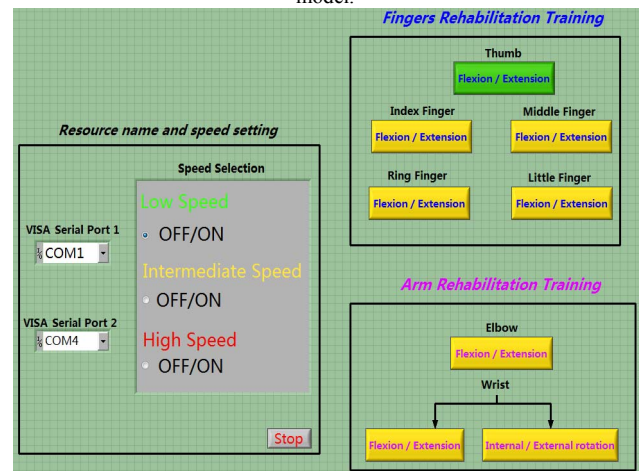 model.
Fingers Rehabilitation Training
Thumb
Flexion / Extension
Index Finger
Middle Finger
Flexion / Extension
Flexion / Extension
Ring Finger
Little Finger
Flexion / Extension
Flexion / Extension
Resource name and speed setting
Speed Selection
Low Speed
OFF/ON
Intermediate Speed
OFF/ON
High Speed
OFF/ON
VISA Serial Port 1
COM1
VISA Serial Port 2
COM4
Stop
Arm Rehabilitation Training
Elbow
Flexion / Extension
Wrist
Flexion / Extension
Internal / External rotation